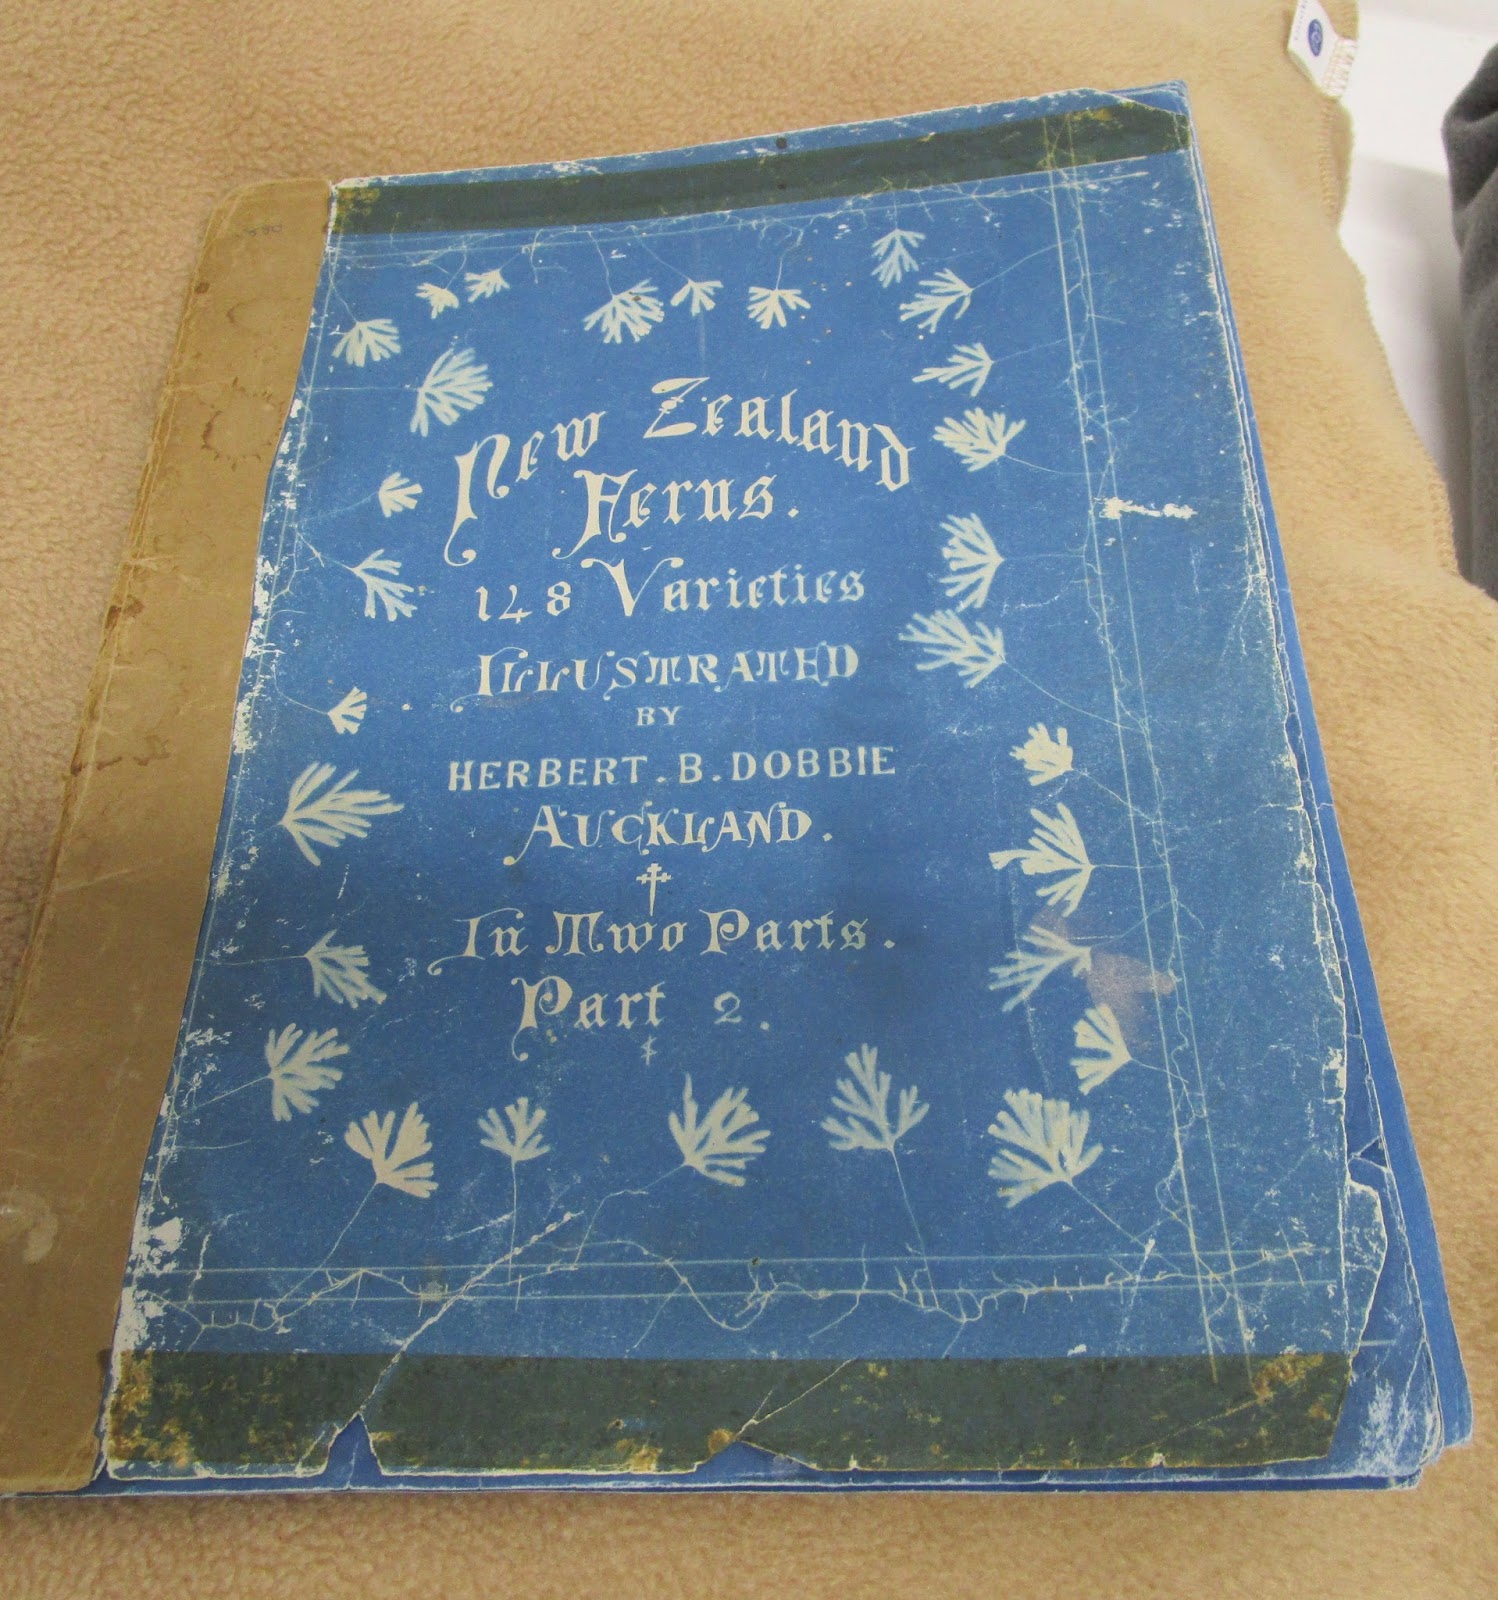 New Zealand
Ferns.
148 Varieties
ILLUSTRATED
BY
HERBERT. B. DOBBIE
AUCKLAND.
In Two Parts.
Part 2.